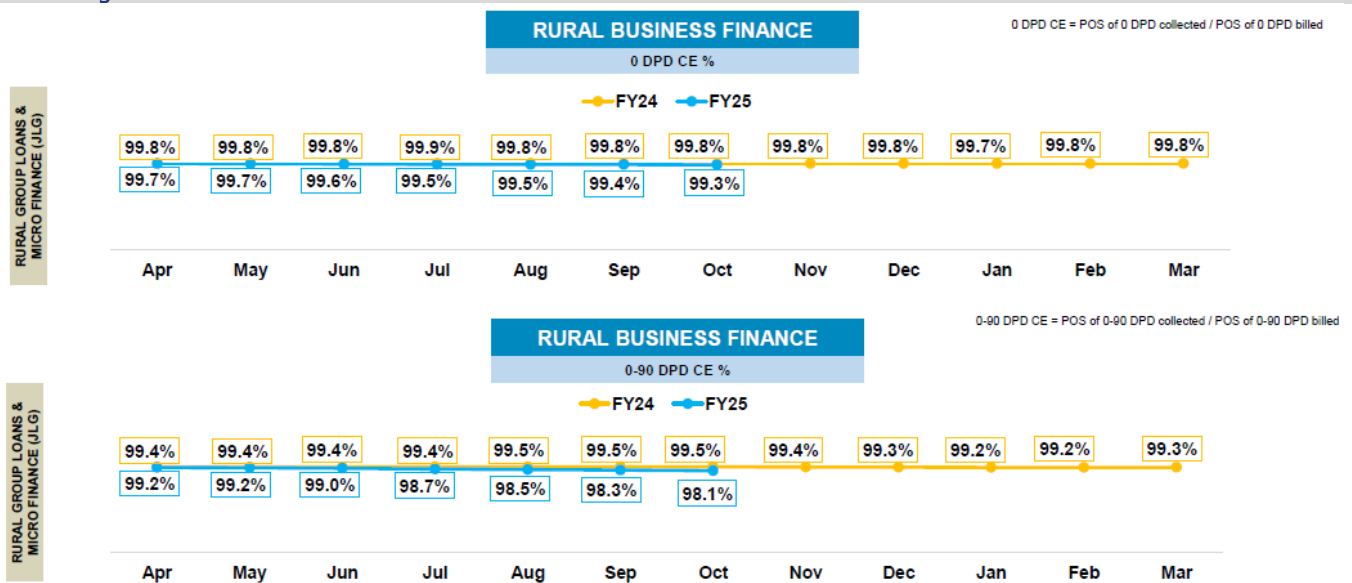 RURAL BUSINESS FINANCE
0 DPD CE = POS of 0 DPD collected / POS of 0 DPD billed
0 DPD CE %
RURAL GROUP LOANS &
MICRO FINANCE (JLG)
FY24 FY25
99.8% 99.8% 99.8% 99.9% 99.8% 99.8% 99.8% 99.8% 99.8% 99.7% 99.8% 99.8%
99.7% 99.7% 99.6% 99.5% 99.5% 99.4% 99.3%
Apr May Jun Jul Aug Sep Oct Nov Dec Jan Feb Mar
0-90 DPD CE = POS of 0-90 DPD collected / POS of 0-90 DPD billed
RURAL BUSINESS FINANCE
0-90 DPD CE %
RURAL GROUP LOANS &
MICRO FINANCE (JLG)
FY24 FY25
99.4% 99.4% 99.4% 99.4% 99.5% 99.5% 99.5% 99.4% 99.3% 99.2% 99.2% 99.3%
99.2% 99.2% 99.0% 98.7% 98.5% 98.3% 98.1%
Apr May Jun Jul Aug Sep Oct Nov Dec Jan Feb Mar